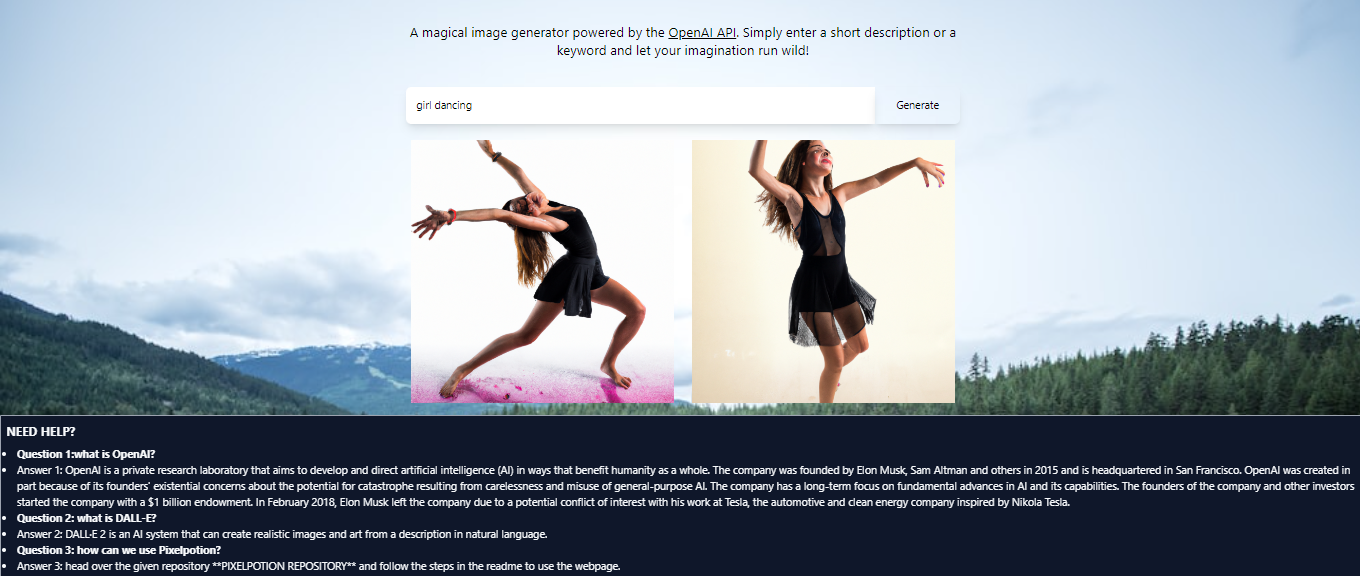 A magical image generator powered by the OpenAI API. Simply enter a short description or a
keyword and let your imagination run wild!
girl dancing
Generate
NEED HELP?
Question 1:what is OpenAI?
Answer 1: OpenAI is a private research laboratory that aims to develop and direct artificial intelligence (AI) in ways that benefit humanity as a whole. The company was founded by Elon Musk, Sam Altman and others in 2015 and is headquartered in San Francisco. OpenAI was created in
part because of its founders' existential concerns about the potential for catastrophe resulting from carelessness and misuse of general-purpose AI. The company has a long-term focus on fundamental advances in AI and its capabilities. The founders of the company and other investors
started the company with a $1 billion endowment. In February 2018, Elon Musk left the company due to a potential conflict of interest with his work at Tesla, the automotive and clean energy company inspired by Nikola Tesla.
Question 2: what is DALL-E?
Answer 2: DALL·E 2 is an AI system that can create realistic images and art from a description in natural language.
Question 3: how can we use Pixelpotion?
Answer 3: head over the given repository **PIXELPOTION REPOSITORY** and follow the steps in the readme to use the webpage.